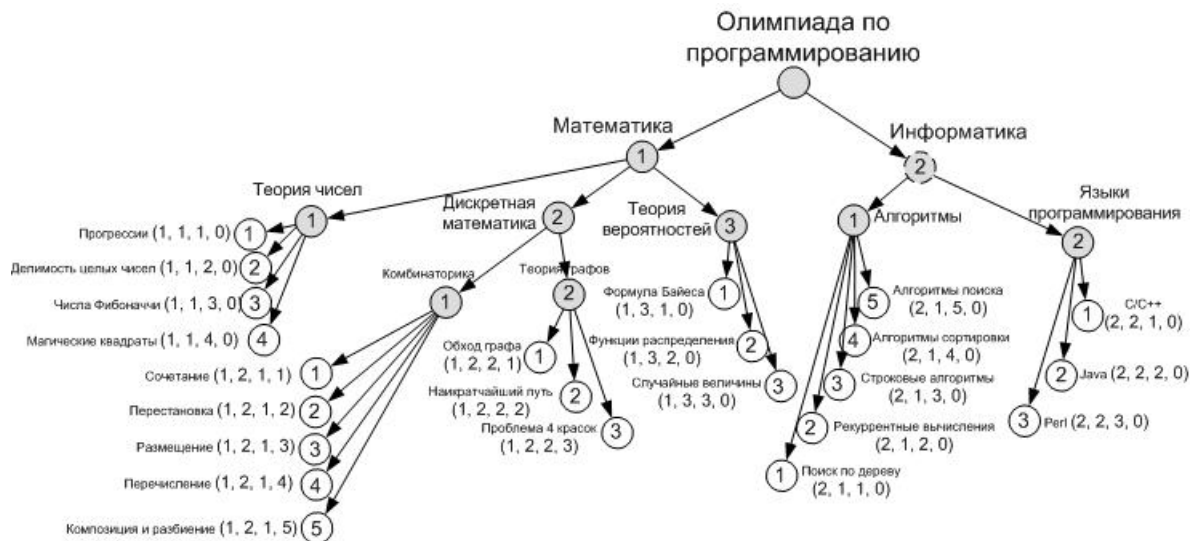 Олимпиада по
программированию
Математика
1
Информатика
2
Теория чисел
1
Дискретная
математика
2
Теория
вероятностей
3
1
Алгоритмы
Языки
программирования
2
Прогрессии (1, 1, 1, 0)
1
Делимость целых чисел (1, 1, 2, 0)
2
Числа Фибоначчи (1, 1, 3, 0)
3
Магические квадраты (1, 1, 4, 0)
4
Комбинаторика
1
Сочетание (1, 2, 1, 1)
1
Перестановка (1, 2, 1, 2)
2
Размещение (1, 2, 1, 3)
3
Перечисление (1, 2, 1, 4)
4
Композиция и разбиение (1, 2, 1, 5)
5
Теория графов
2
Обход графа
(1, 2, 2, 1)
1
Наикратчайший путь
(1, 2, 2, 2)
2
Проблема 4 красок
(1, 2, 2, 3)
3
Формула Байеса
(1, 3, 1, 0)
1
Функции распределения
(1, 3, 2, 0)
2
Случайные величины
(1, 3, 3, 0)
3
5
Алгоритмы поиска
(2, 1, 5, 0)
4
Алгоритмы сортировки
(2, 1, 4, 0)
3
Строковые алгоритмы
(2, 1, 3, 0)
2
Рекуррентные вычисления
(2, 1, 2, 0)
1
Поиск по дереву
(2, 1, 1, 0)
1
C/C++
(2, 2, 1, 0)
2
Java (2, 2, 2, 0)
3
Perl (2, 2, 3, 0)